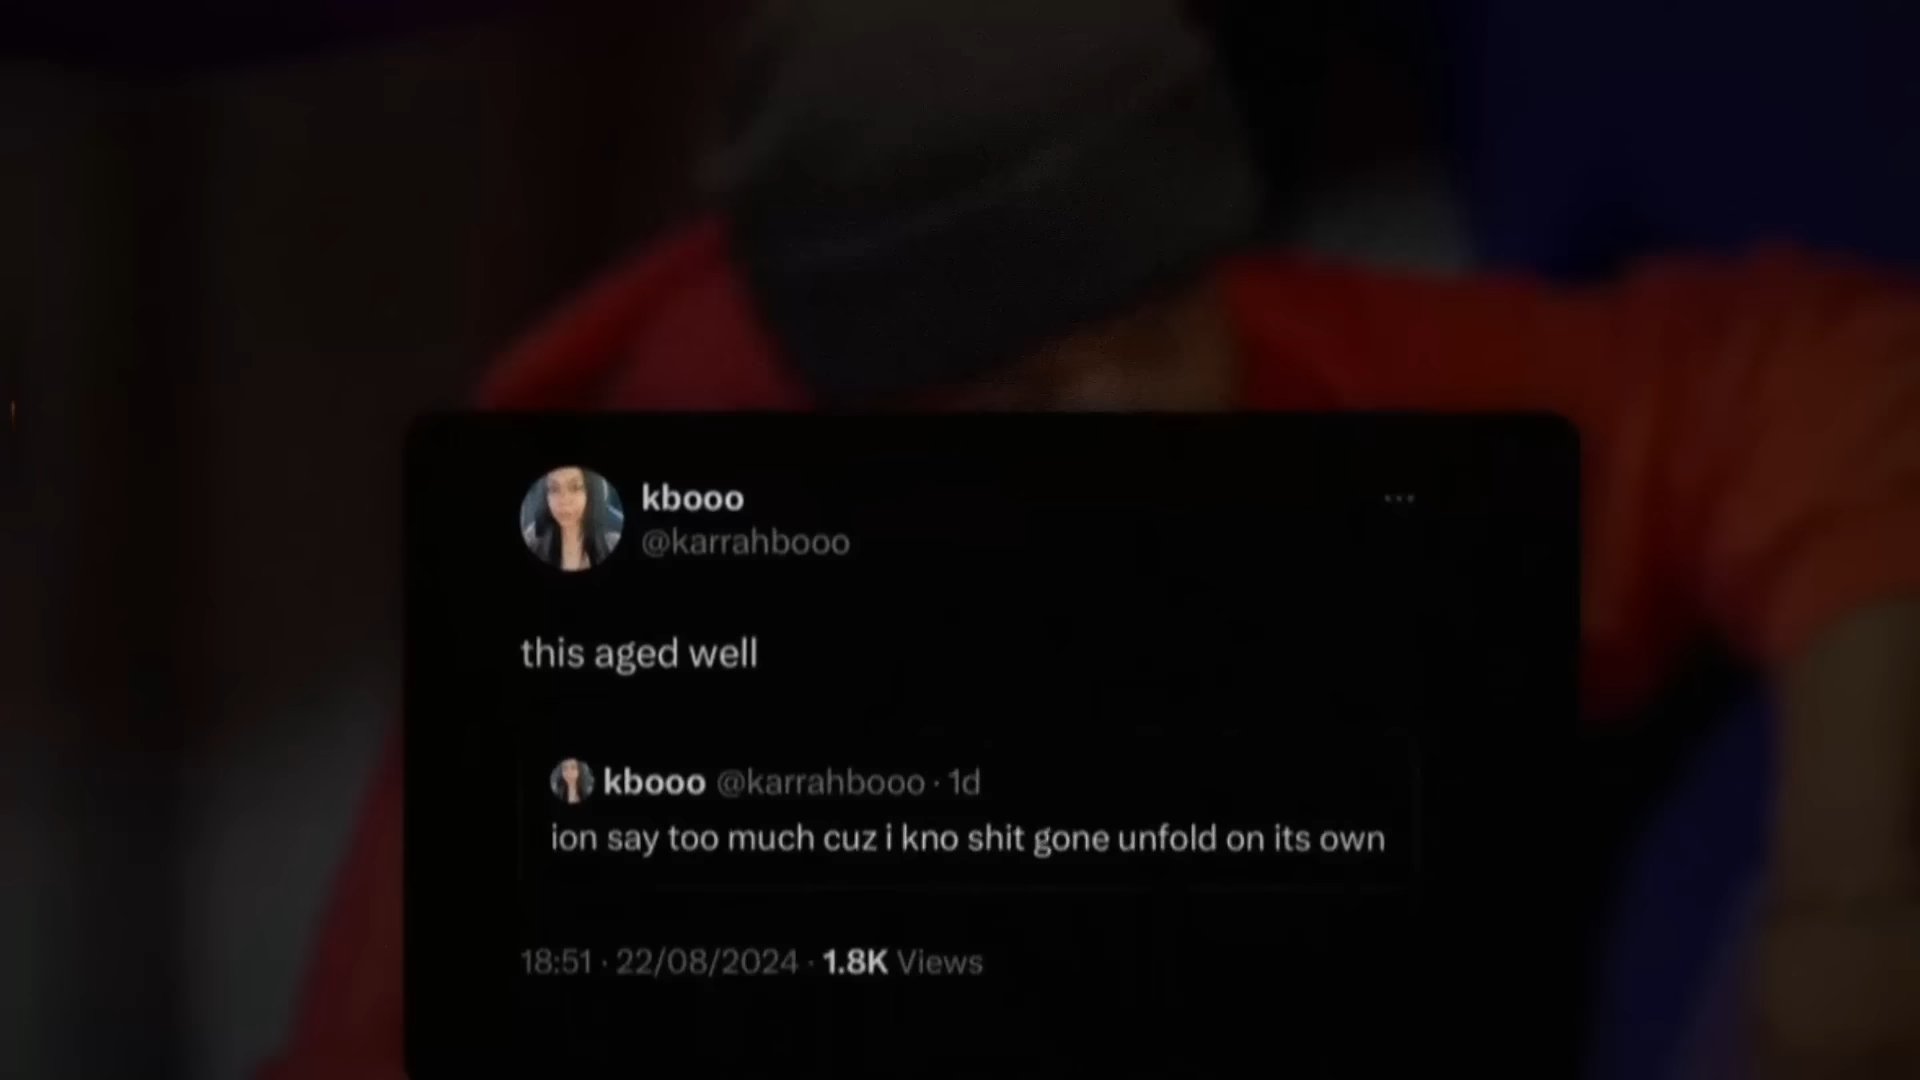 kbooo
@karrahbooo
this aged well
kbooo @karrahbooo · 1d
ion say too much cuz i kno shit gone unfold on its own
18:51 · 22/08/2024 · 1.8K Views